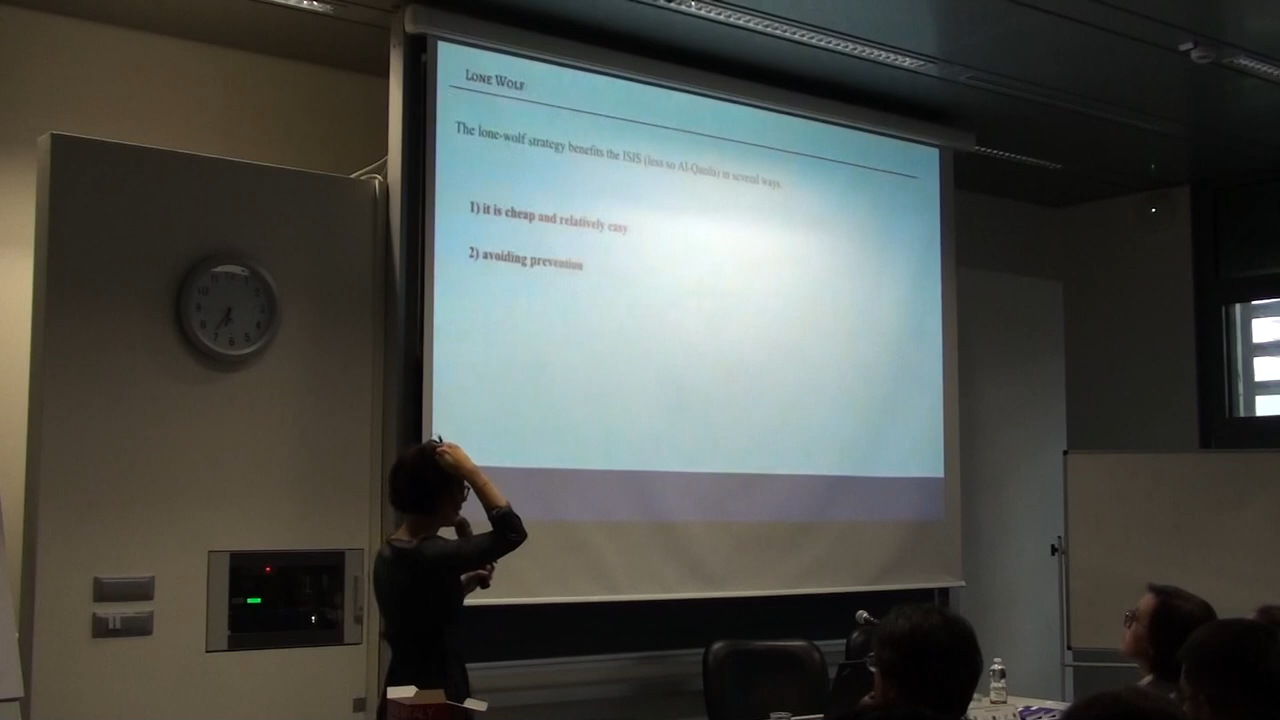 LONE WOLF
The lone-wolf strategy benefits the ISIS (less so Al-Qaeda) in several ways.
1) it is cheap and relatively easy
2) avoiding prevention